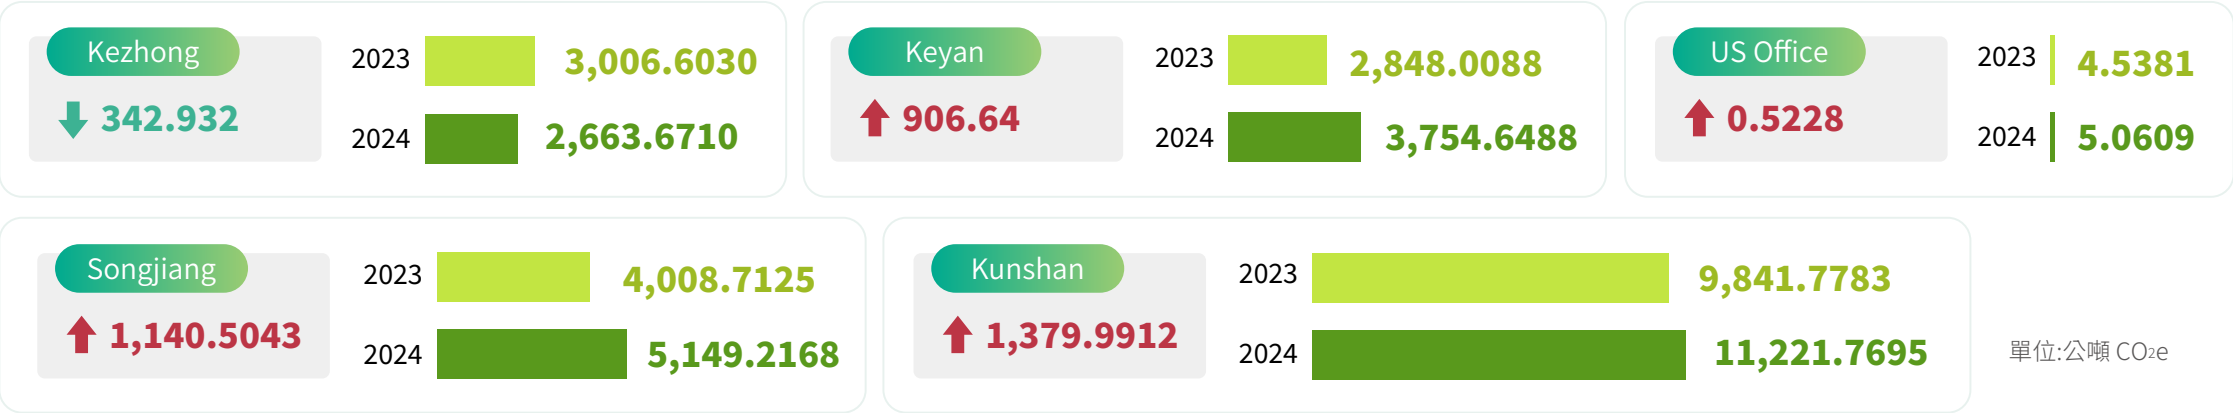 Kezhong
342.932
2023 3,006.6030
2024 2,663.6710
Keyan
906.64
2023 2,848.0088
2024 3,754.6488
US Office
0.5228
2023 4.5381
2024 5.0609
Songjiang
1,140.5043
2023 4,008.7125
2024 5,149.2168
Kunshan
1,379.9912
2023 9,841.7783
2024 11,221.7695
單位:公噸 CO2e